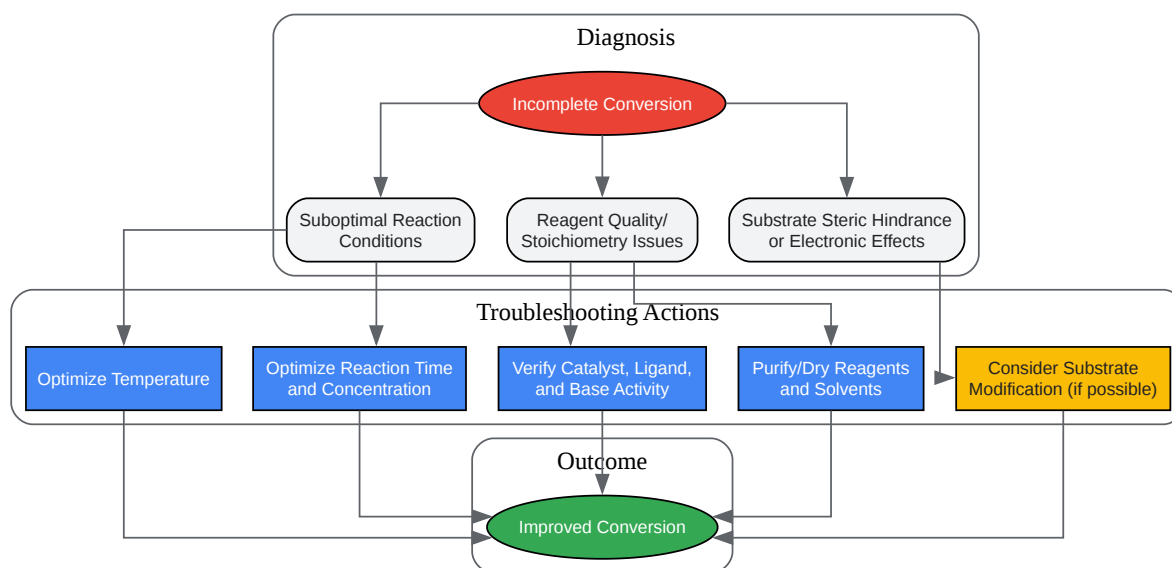 Diagnosis
Incomplete Conversion
Suboptimal Reaction
Conditions
Reagent Quality/
Stoichiometry Issues
Substrate Steric Hindrance
or Electronic Effects
Troubleshooting Actions
Optimize Temperature
Optimize Reaction Time
and Concentration
Verify Catalyst, Ligand,
and Base Activity
Purify/Dry Reagents
and Solvents
Consider Substrate
Modification (if possible)
Outcome
Improved Conversion